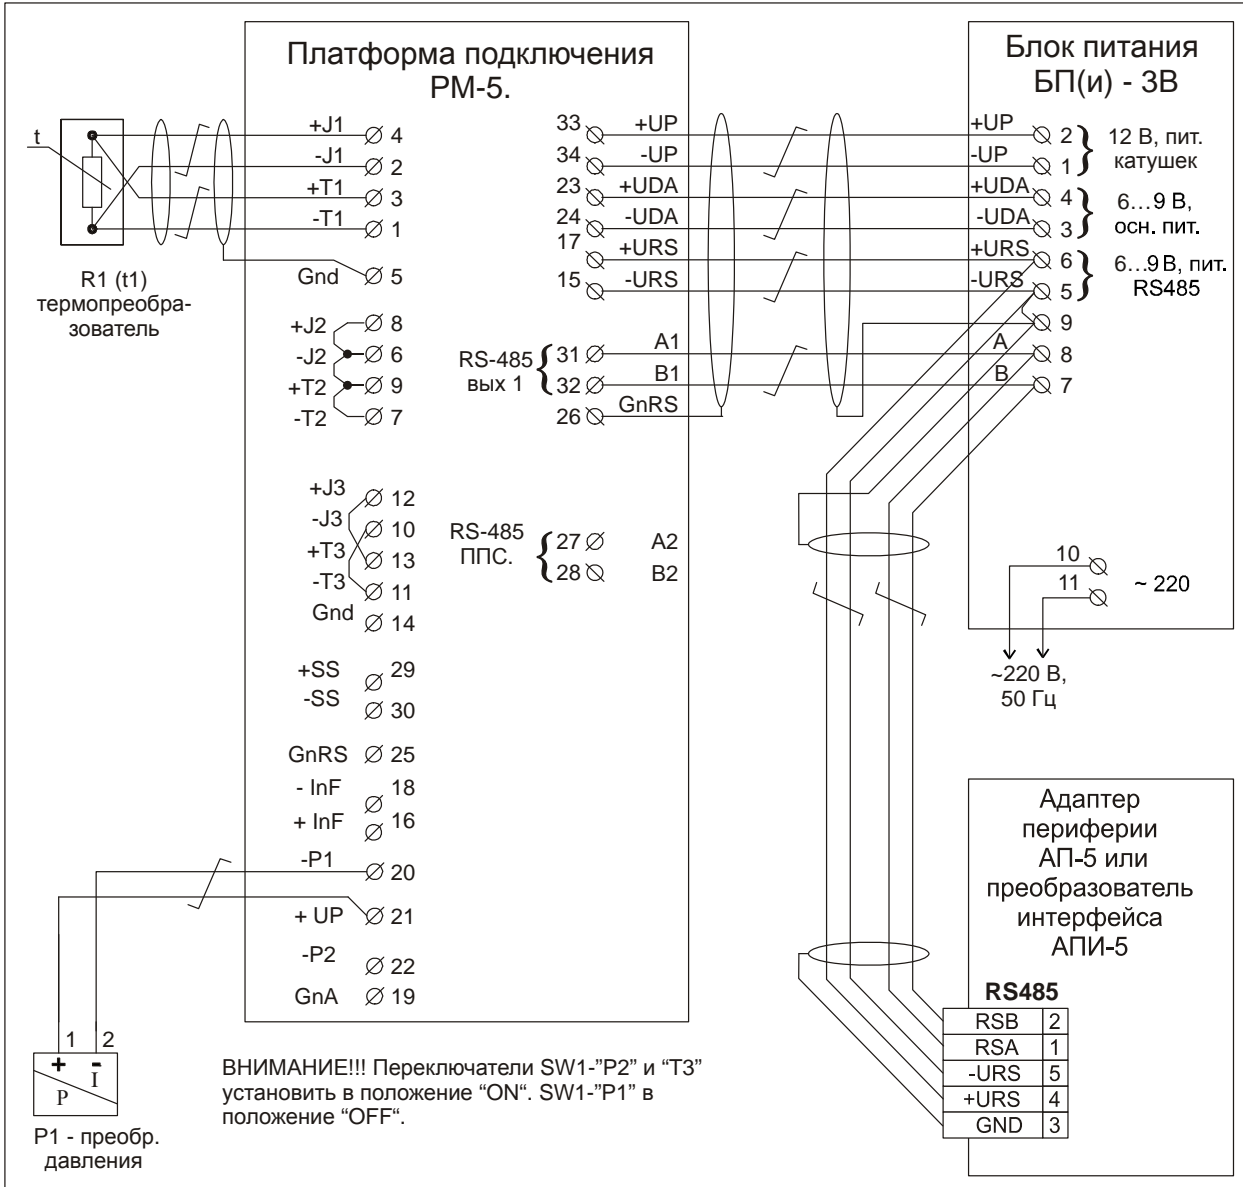 Платформа подключения
РМ-5.
Блок питания
БП(и) - 3В
t
R1 (t1)
термопреобра-
зователь
+J1 4
-J1 2
+T1 3
-T1 1
Gnd 5
+J2 8
-J2 6
+T2 9
-T2 7
+J3 12
-J3 10
+T3 13
-T3 11
Gnd 14
+SS 29
-SS 30
GnRS 25
- InF 18
+ InF 16
-P1 20
+ UP 21
-P2 22
GnA 19
33 +UP
34 -UP
23 +UDA
24 -UDA
17 +URS
15 -URS
RS-485
вых 1
31 A1
32 B1
26 GnRS
RS-485
ППС.
27 A2
28 B2
+UP 2
-UP 1
12 В, пит.
катушек
+UDA 4
-UDA 3
6...9 В,
осн. пит.
+URS 6
-URS 5
6...9В, пит.
RS485
9
A 8
B 7
10
11
~ 220
~220 В,
50 Гц
Адаптер
периферии
АП-5 или
преобразователь
интерфейса
АПИ-5
RS485
RSB 2
RSA 1
-URS 5
+URS 4
GND 3
1 2
+ -
P I
P1 - преобр.
давления
ВНИМАНИЕ!!! Переключатели SW1-”P2” и “T3”
установить в положение “ON“. SW1-”P1” в
положение “OFF“.